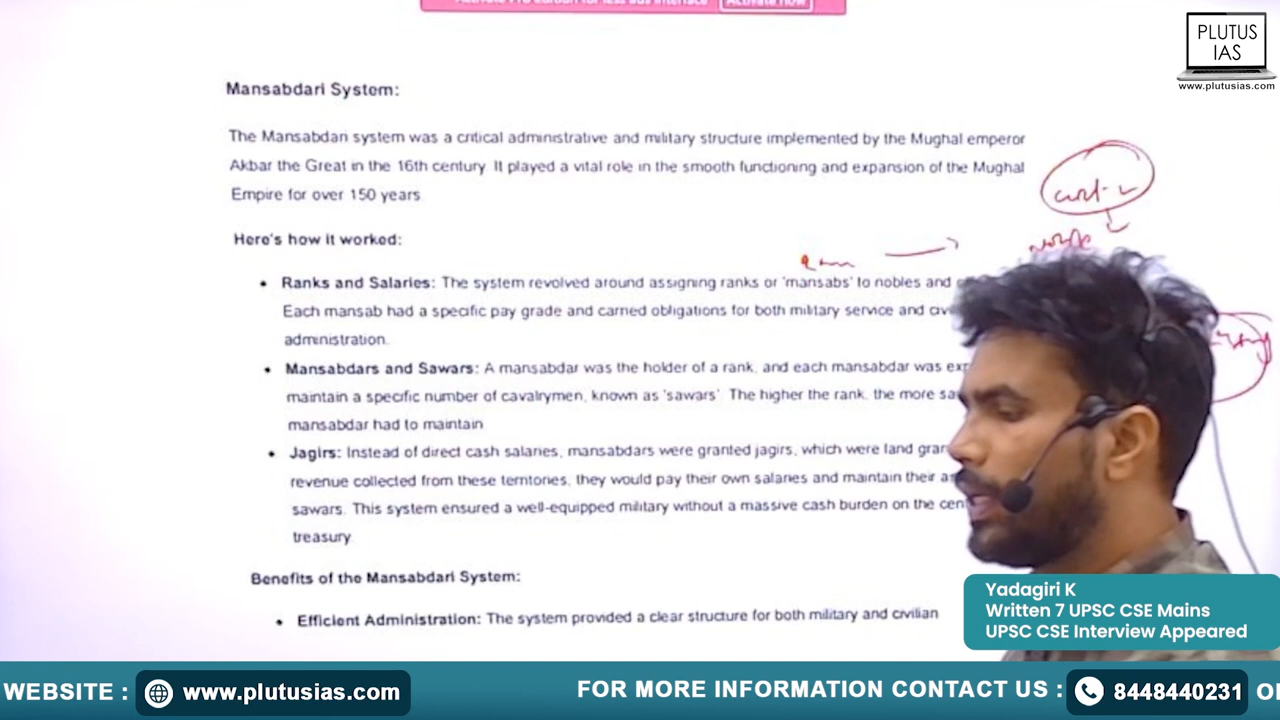 PLUTUS
IAS
www.plutusias.com
Mansabdari System:
The Mansabdari system was a critical administrative and military structure implemented by the Mughal emperor
Akbar the Great in the 16th century. It played a vital role in the smooth functioning and expansion of the Mughal
Empire for over 150 years
Here's how it worked:
• Ranks and Salaries: The system revolved around assigning ranks or 'mansabs' to nobles and
Each mansab had a specific pay grade and carried obligations for both military service and
administration.
• Mansabdars and Sawars: A mansabdar was the holder of a rank, and each mansabdar was
maintain a specific number of cavalrymen, known as 'sawars'. The higher the rank, the more
mansabdar had to maintain
• Jagirs: Instead of direct cash salaries, mansabdars were granted jagirs, which were land
revenue collected from these territories, they would pay their own salaries and maintain their
sawars. This system ensured a well-equipped military without a massive cash burden on the
treasury
Benefits of the Mansabdari System:
• Efficient Administration: The system provided a clear structure for both military and civilian
Yadagiri K
Written 7 UPSC CSE Mains
UPSC CSE Interview Appeared
WEBSITE : www.plutusias.com FOR MORE INFORMATION CONTACT US : 8448440231